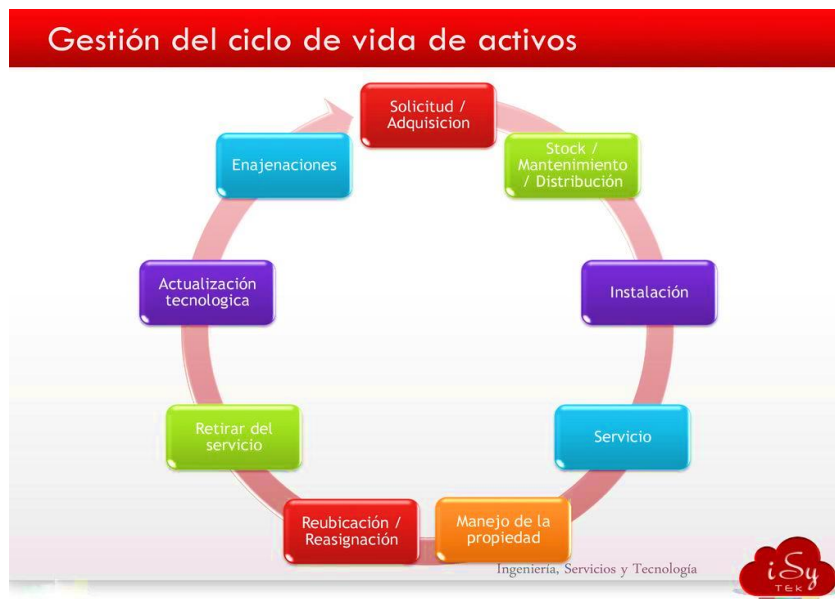 Gestión del ciclo de vida de activos
Solicitud /
Adquisicion
Stock /
Mantenimiento
/ Distribución
Instalación
Servicio
Manejo de la
propiedad
Reubicación /
Reasignación
Retirar del
servicio
Actualización
tecnologica
Enajenaciones
Ingeniería, Servicios y Tecnología
iSy
TEK